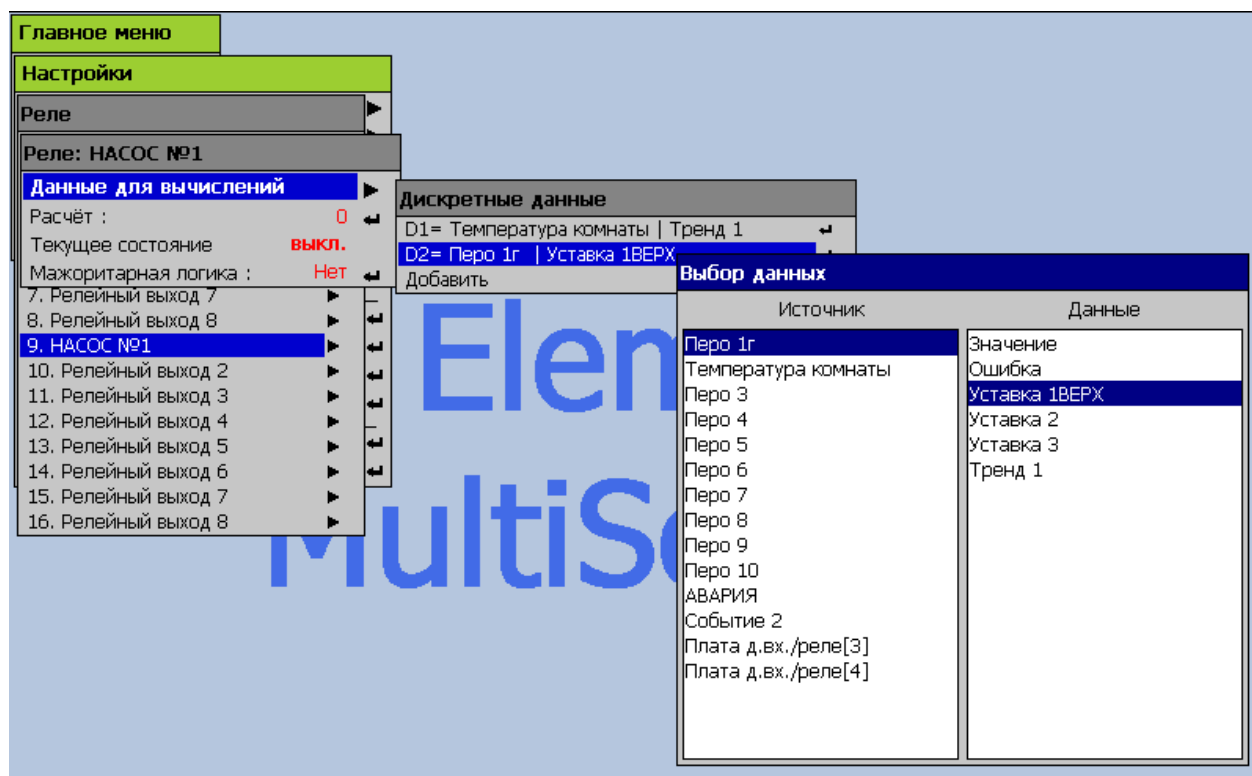 Главное меню
Настройки
Реле
Реле: НАСОС №1
Данные для вычислений
Расчёт : 0
Текущее состояние выкл.
Мажоритарная логика : Нет
7. Релейный выход 7
8. Релейный выход 8
9. НАСОС №1
10. Релейный выход 2
11. Релейный выход 3
12. Релейный выход 4
13. Релейный выход 5
14. Релейный выход 6
15. Релейный выход 7
16. Релейный выход 8
Дискретные данные
D1= Температура комнаты | Тренд 1
D2= Перо 1г | Уставка 1ВЕРХ
Добавить
Выбор данных
Источник Данные
Перо 1г Значение
Температура комнаты Ошибка
Перо 3 Уставка 1ВЕРХ
Перо 4 Уставка 2
Перо 5 Уставка 3
Перо 6 Тренд 1
Перо 7
Перо 8
Перо 9
Перо 10
АВАРИЯ
Событие 2
Плата д.вх./реле[3]
Плата д.вх./реле[4]